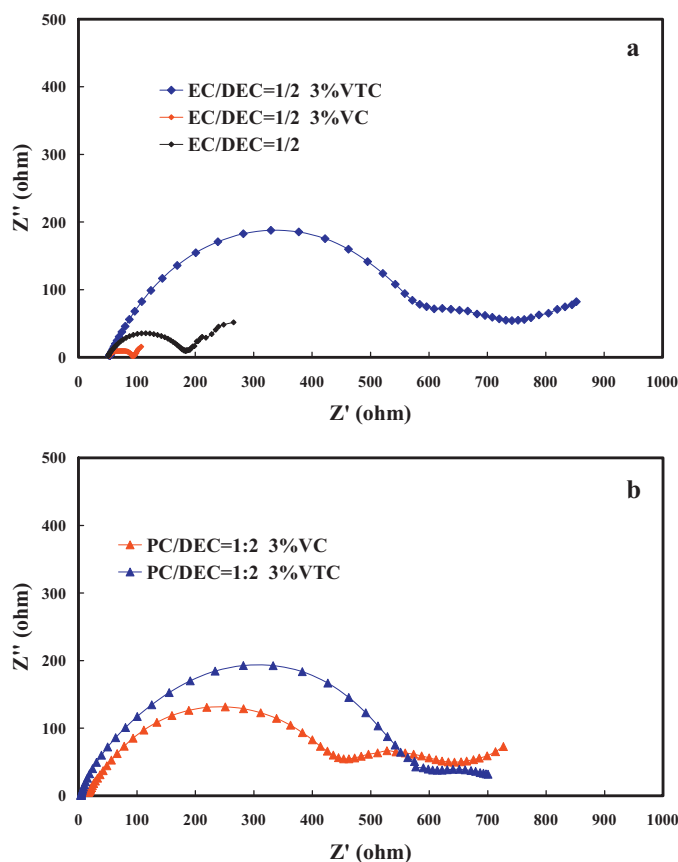 500
a
400
EC/DEC=1/2 3%VTC
EC/DEC=1/2 3%VC
300
EC/DEC=1/2
Z'' (ohm)
200
100
0
0 100 200 300 400 500 600 700 800 900 1000
Z' (ohm)
500
b
400
PC/DEC=1:2 3%VC
PC/DEC=1:2 3%VTC
300
Z'' (ohm)
200
100
0
0 100 200 300 400 500 600 700 800 900 1000
Z' (ohm)